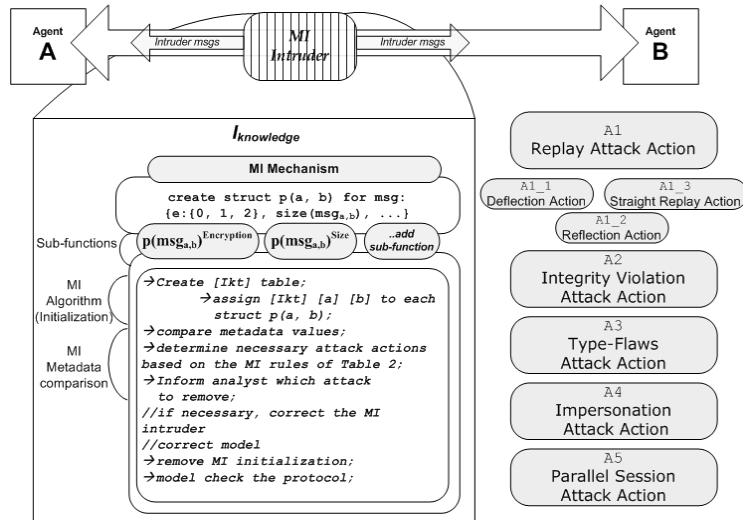 Agent
A
Intruder msgs
MI
Intruder
Intruder msgs
Agent
B
Iknowledge
MI Mechanism
create struct p(a, b) for msg:
{e:{0, 1, 2}, size(msga,b), ...}
Sub-functions
p(msga,b)Encryption
p(msga,b)Size
..add
sub-function
MI
Algorithm
(Initialization)
MI
Metadata
comparison
→Create [Ikt] table;
→assign [Ikt] [a] [b] to each
struct p(a, b);
→compare metadata values;
→determine necessary attack actions
based on the MI rules of Table 2;
→Inform analyst which attack
to remove;
//if necessary, correct the MI
intruder
//correct model
→remove MI initialization;
→model check the protocol;
A1
Replay Attack Action
A1_1
Deflection Action
A1_3
Straight Replay Action
A1_2
Reflection Action
A2
Integrity Violation
Attack Action
A3
Type-Flaws
Attack Action
A4
Impersonation
Attack Action
A5
Parallel Session
Attack Action